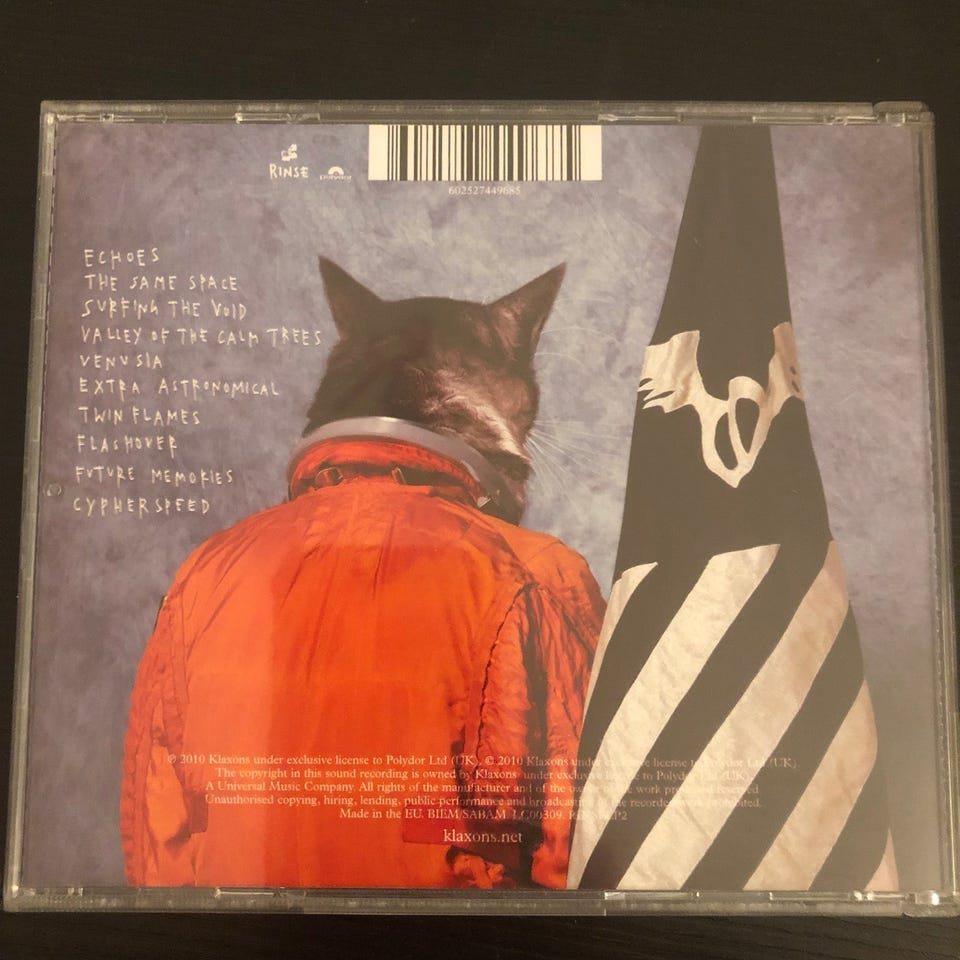 RINSE
polydor
602527449685
ECHOES
THE SAME SPACE
SURFING THE VOID
VALLEY OF THE CALM TREES
VENUSIA
EXTRA ASTRONOMICAL
TWIN FLAMES
FLASHOVER
FUTURE MEMORIES
CYPHERSPEED
℗ 2010 Klaxons under exclusive license to Polydor Ltd (UK). © 2010 Klaxons under exclusive license to Polydor Ltd (UK).
The copyright in this sound recording is owned by Klaxons under exclusive license to Polydor Ltd (UK).
A Universal Music Company. All rights of the manufacturer and of the owner of the work reserved
Unauthorised copying, hiring, lending, public performance and broadcasting of the recorded work prohibited.
Made in the EU. BIEM/SABAM. LC00309.
klaxons.net